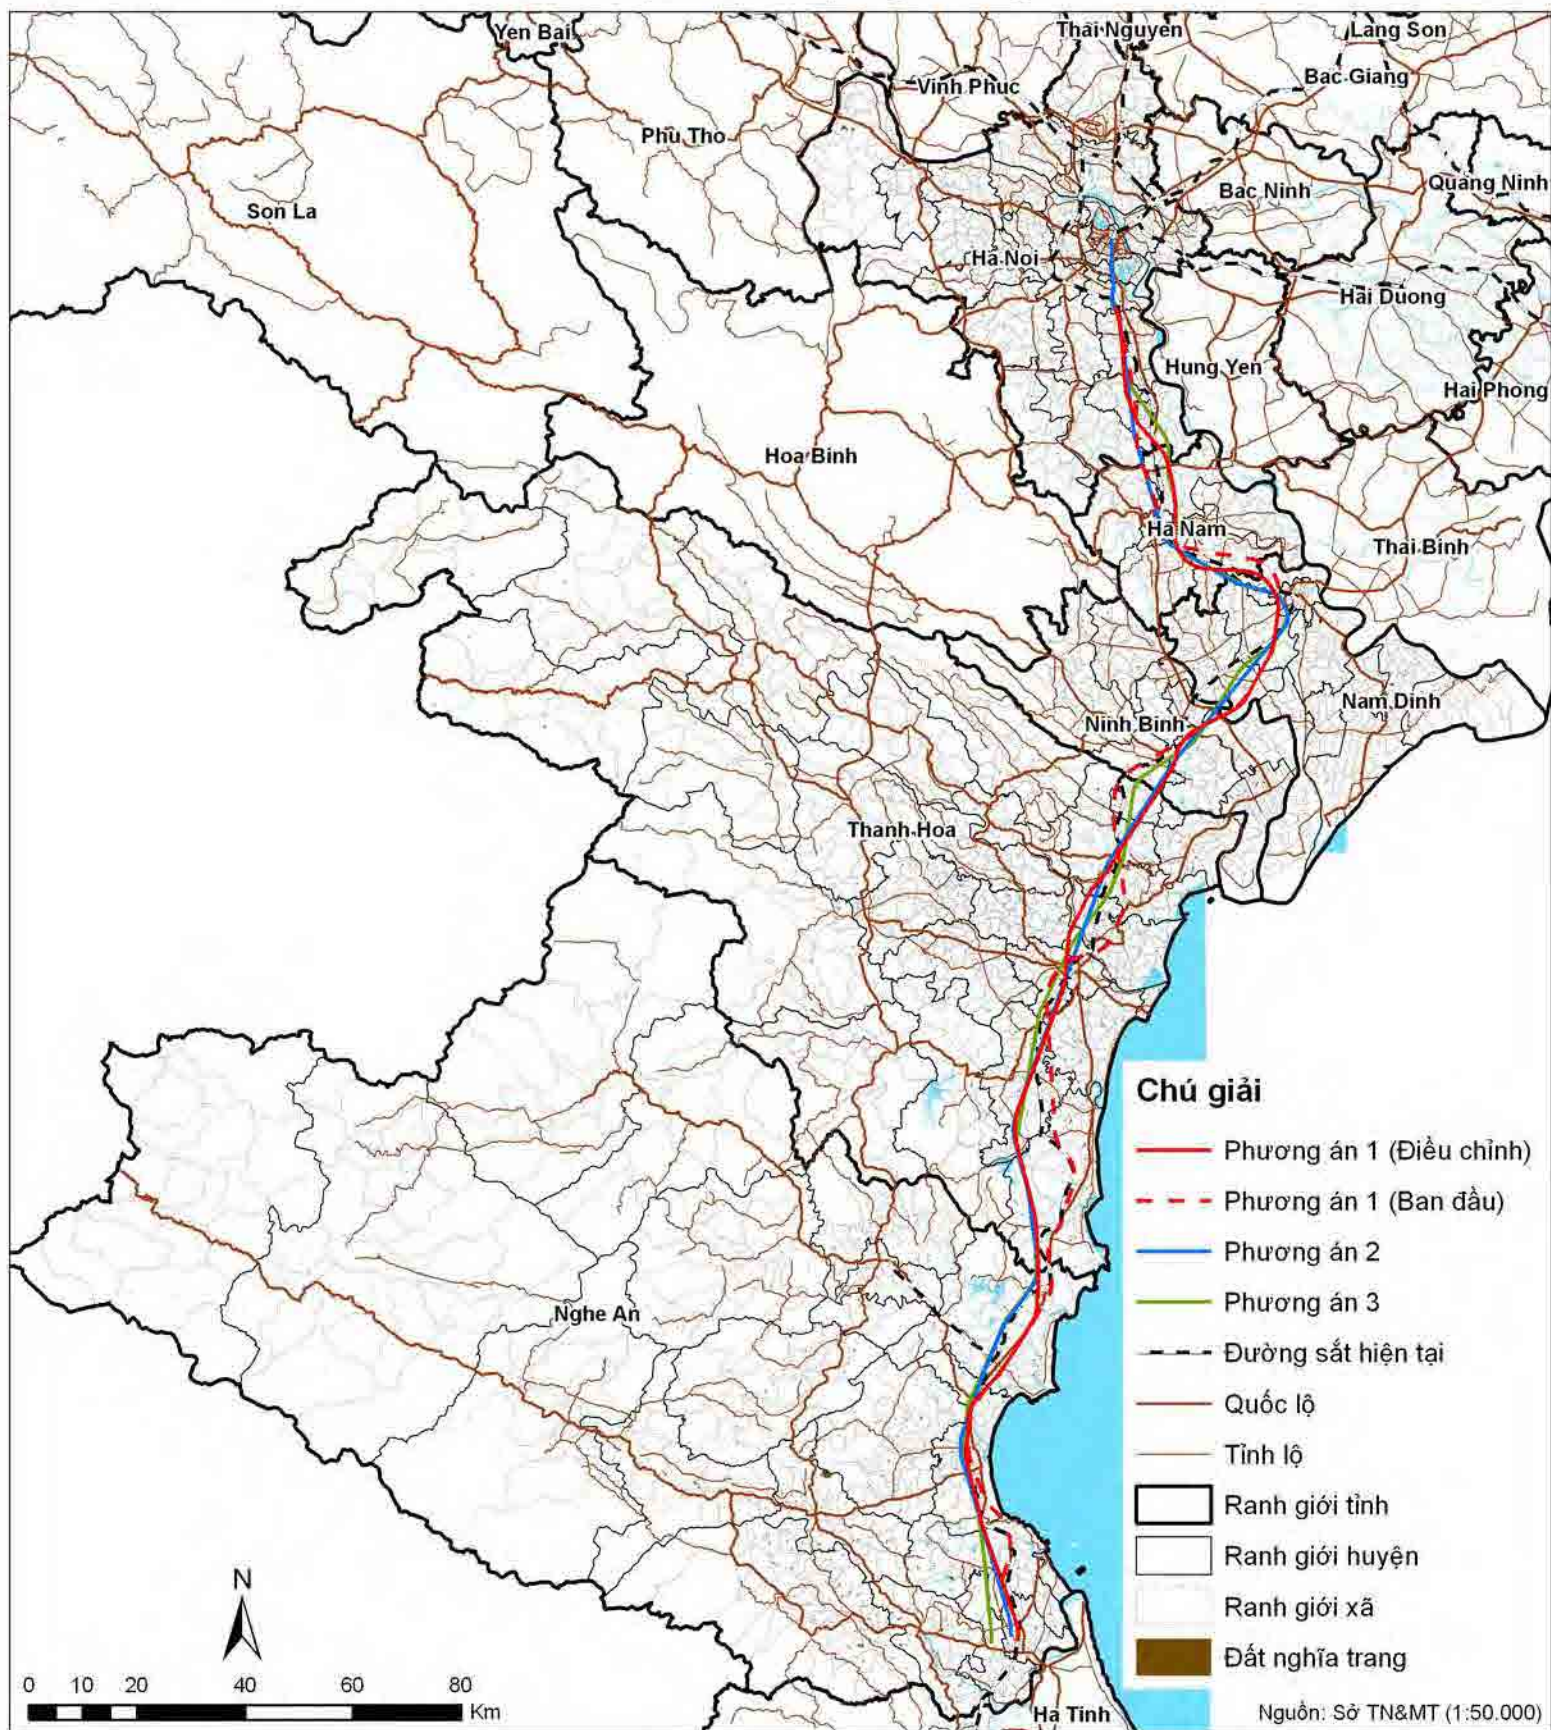 Yen Bai
Thai Nguyen
Lang Son
Bac Giang
Vinh Phuc
Phu Tho
Quang Ninh
Bac Ninh
Son La
Ha Noi
Hai Duong
Hung Yen
Hai Phong
Hoa Binh
Ha Nam
Thai Binh
Nam Dinh
Ninh Binh
Thanh Hoa
Nghe An
Ha Tinh
Chú giải
Phương án 1 (Điều chỉnh)
Phương án 1 (Ban đầu)
Phương án 2
Phương án 3
Đường sắt hiện tại
Quốc lộ
Tỉnh lộ
Ranh giới tỉnh
Ranh giới huyện
Ranh giới xã
Đất nghĩa trang
N
0 10 20 40 60 80
Km
Nguồn: Sở TN&MT (1:50.000)